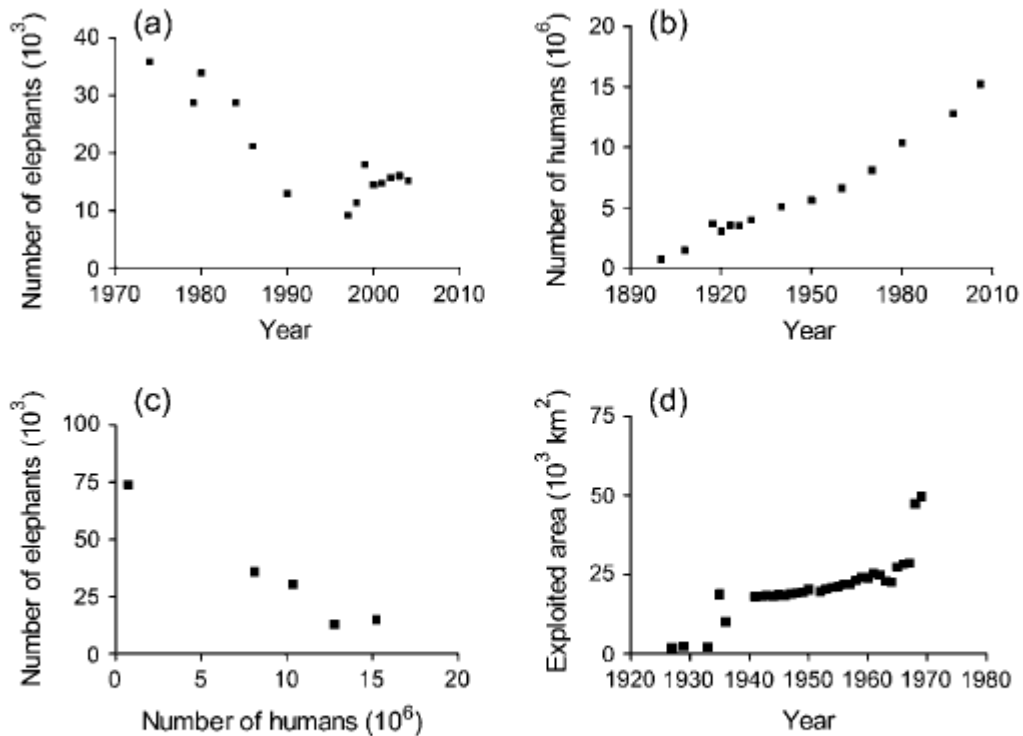 (a)
Number of elephants (10³)
40
30
20
10
0
1970 1980 1990 2000 2010
Year
(b)
Number of humans (10⁶)
20
15
10
5
0
1890 1920 1950 1980 2010
Year
(c)
Number of elephants (10³)
100
75
50
25
0
0 5 10 15 20
Number of humans (10⁶)
(d)
Exploited area (10³ km²)
75
50
25
0
1920 1930 1940 1950 1960 1970 1980
Year